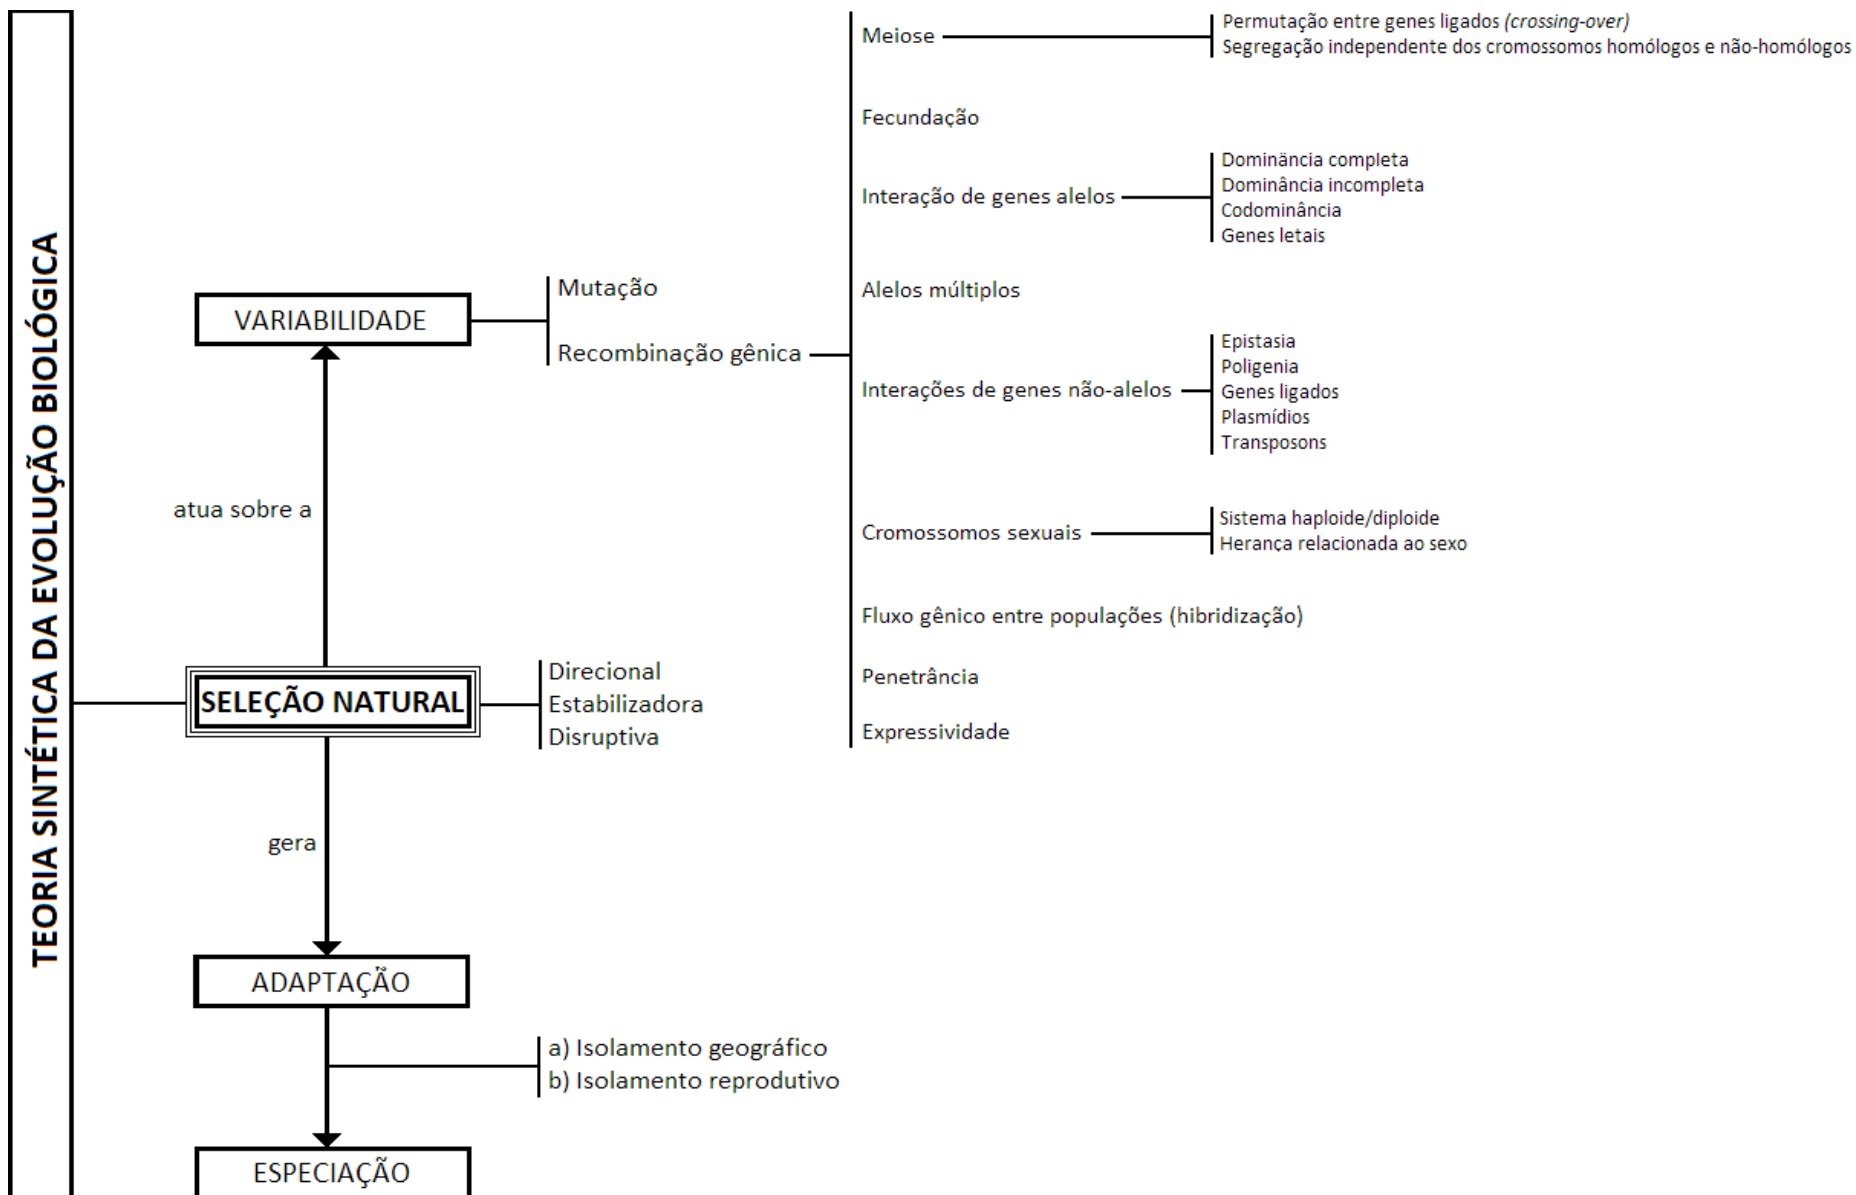 TEORIA SINTÉTICA DA EVOLUÇÃO BIOLÓGICA
VARIABILIDADE
Mutação
Recombinação gênica
Meiose
Permutação entre genes ligados (crossing-over)
Segregação independente dos cromossomos homólogos e não-homólogos
Fecundação
Interação de genes alelos
Dominäncia completa
Dominância incompleta
Codominância
Genes letais
Alelos múltiplos
Interações de genes não-alelos
Epistasia
Poligenia
Genes ligados
Plasmídios
Transposons
Cromossomos sexuais
Sistema haploide/diploide
Herança relacionada ao sexo
Fluxo gênico entre populações (hibridização)
Penetrância
Expressividade
atua sobre a
SELEÇÃO NATURAL
Direcional
Estabilizadora
Disruptiva
gera
ADAPTAÇÃO
a) Isolamento geográfico
b) Isolamento reprodutivo
ESPECIAÇÃO